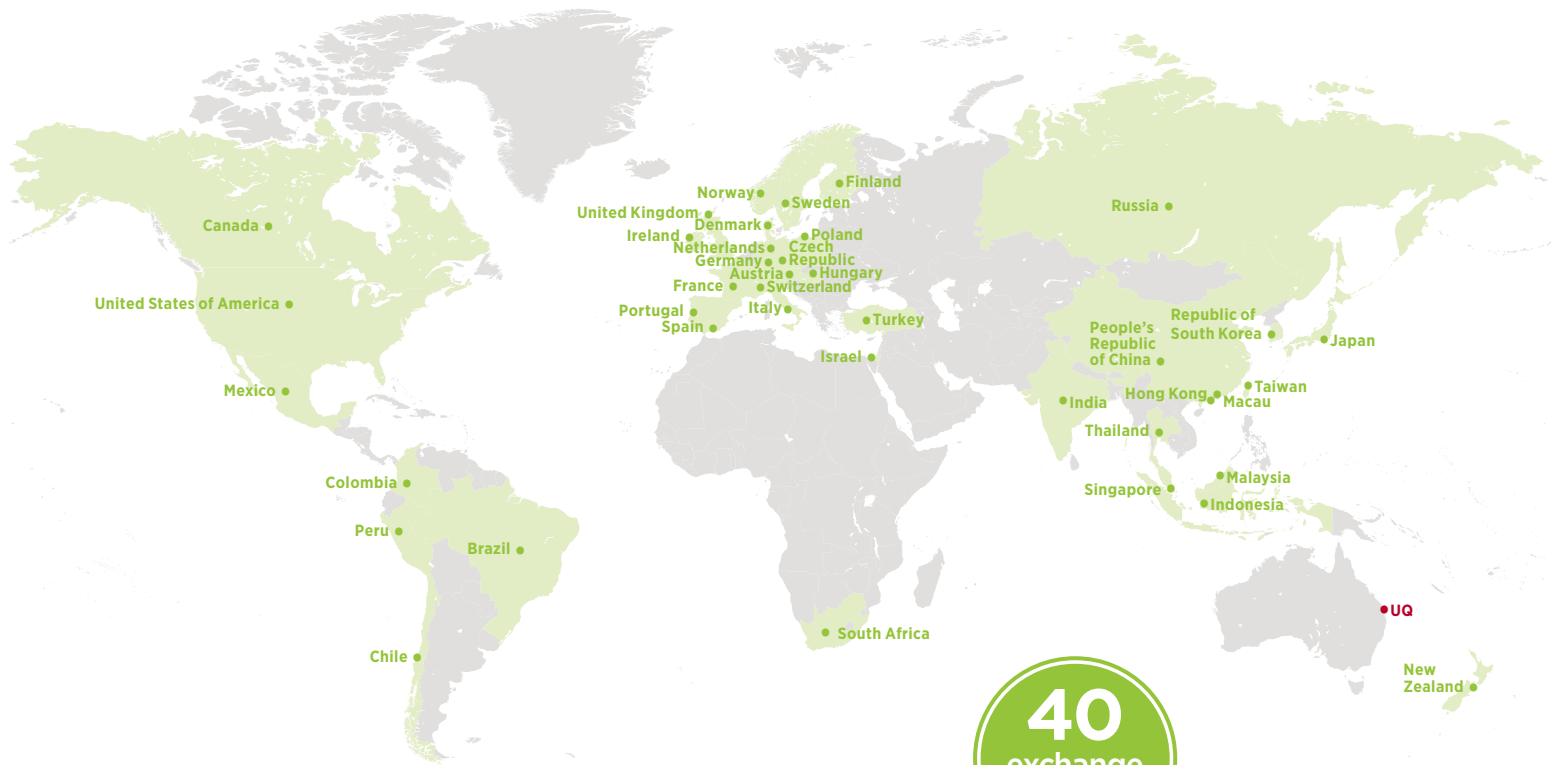 Finland
Norway
Sweden
United Kingdom
Russia
Denmark
Canada
Ireland
Poland
Netherlands
Czech
Republic
Germany
Austria
Hungary
France
Switzerland
United States of America
Portugal
Italy
Spain
Turkey
Republic of
South Korea
People's
Republic
of China
Japan
Israel
Mexico
Taiwan
Hong Kong
Macau
India
Thailand
Malaysia
Colombia
Singapore
Indonesia
Peru
Brazil
UQ
South Africa
Chile
New
Zealand
40
exchange